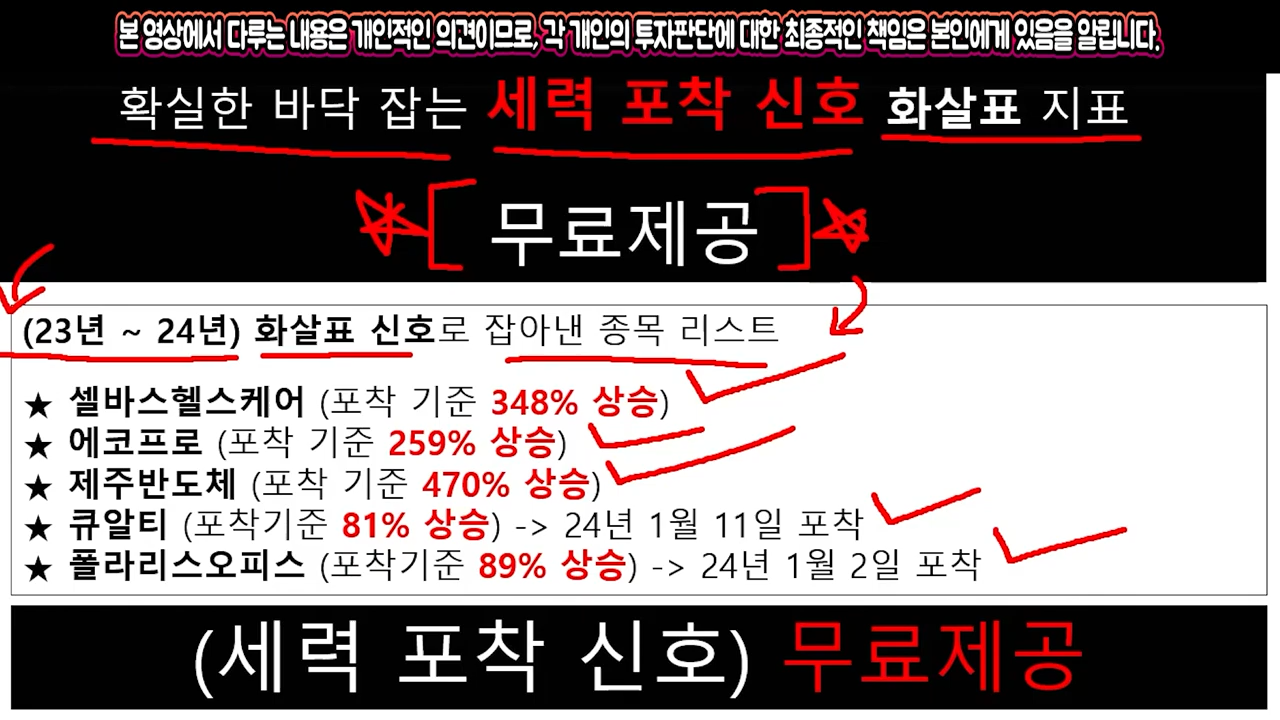 본 영상에서 다루는 내용은 개인적인 의견이므로, 각 개인의 투자판단에 대한 최종적인 책임은 본인에게 있음을 알립니다.
확실한 바닥 잡는 세력 포착 신호 화살표 지표
[무료제공]
(23년 ~ 24년) 화살표 신호로 잡아낸 종목 리스트
★ 셀바스헬스케어 (포착 기준 348% 상승)
★ 에코프로 (포착 기준 259% 상승)
★ 제주반도체 (포착 기준 470% 상승)
★ 큐알티 (포착기준 81% 상승) -> 24년 1월 11일 포착
★ 폴라리스오피스 (포착기준 89% 상승) -> 24년 1월 2일 포착
(세력 포착 신호) 무료제공